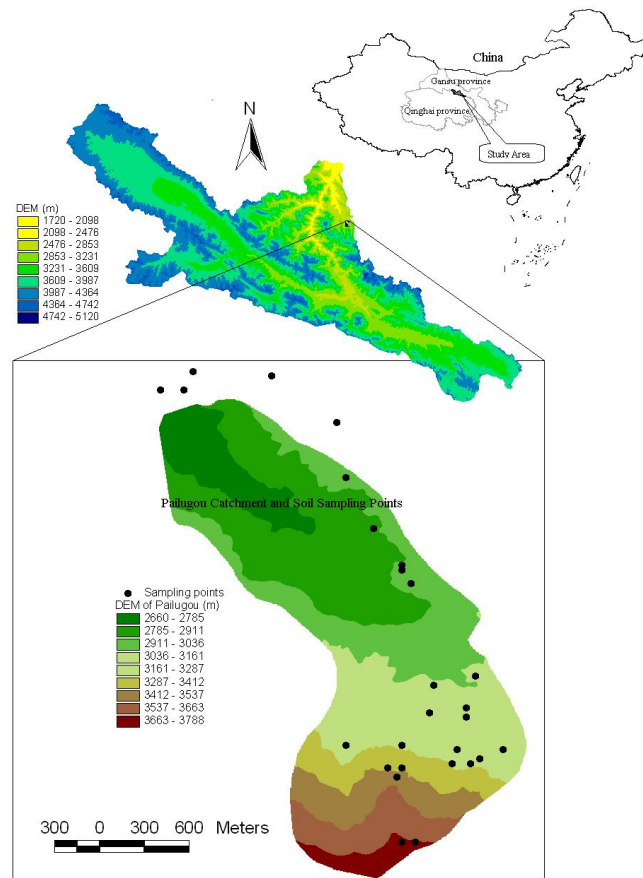 China
Gansu province
Qinghai province
Study Area
N
DEM (m)
1720 - 2098
2098 - 2476
2476 - 2853
2853 - 3231
3231 - 3609
3609 - 3987
3987 - 4364
4364 - 4742
4742 - 5120
Pailugou Catchment and Soil Sampling Points
Sampling points
DEM of Pailugou (m)
2660 - 2785
2785 - 2911
2911 - 3036
3036 - 3161
3161 - 3287
3287 - 3412
3412 - 3537
3537 - 3663
3663 - 3788
300 0 300 600 Meters